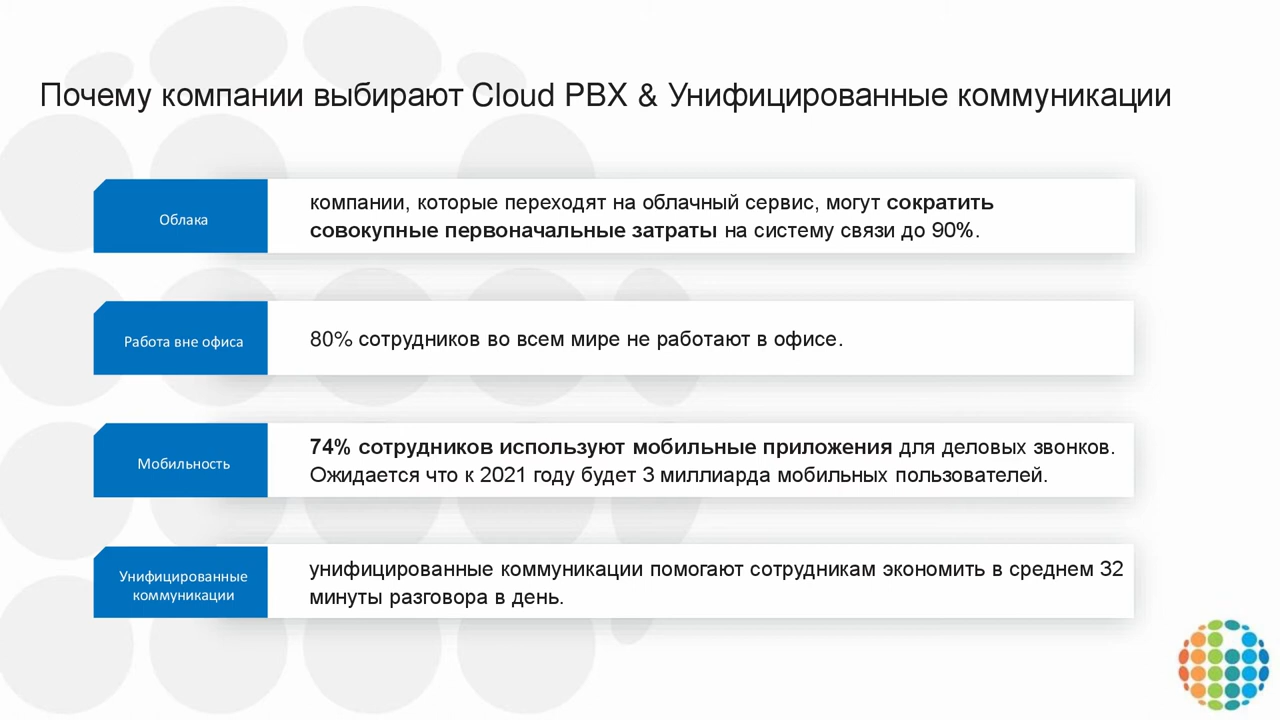 Почему компании выбирают Cloud PBX & Унифицированные коммуникации
Облака
компании, которые переходят на облачный сервис, могут сократить
совокупные первоначальные затраты на систему связи до 90%.
Работа вне офиса
80% сотрудников во всем мире не работают в офисе.
Мобильность
74% сотрудников используют мобильные приложения для деловых звонков.
Ожидается что к 2021 году будет 3 миллиарда мобильных пользователей.
Унифицированные
коммуникации
унифицированные коммуникации помогают сотрудникам экономить в среднем 32
минуты разговора в день.